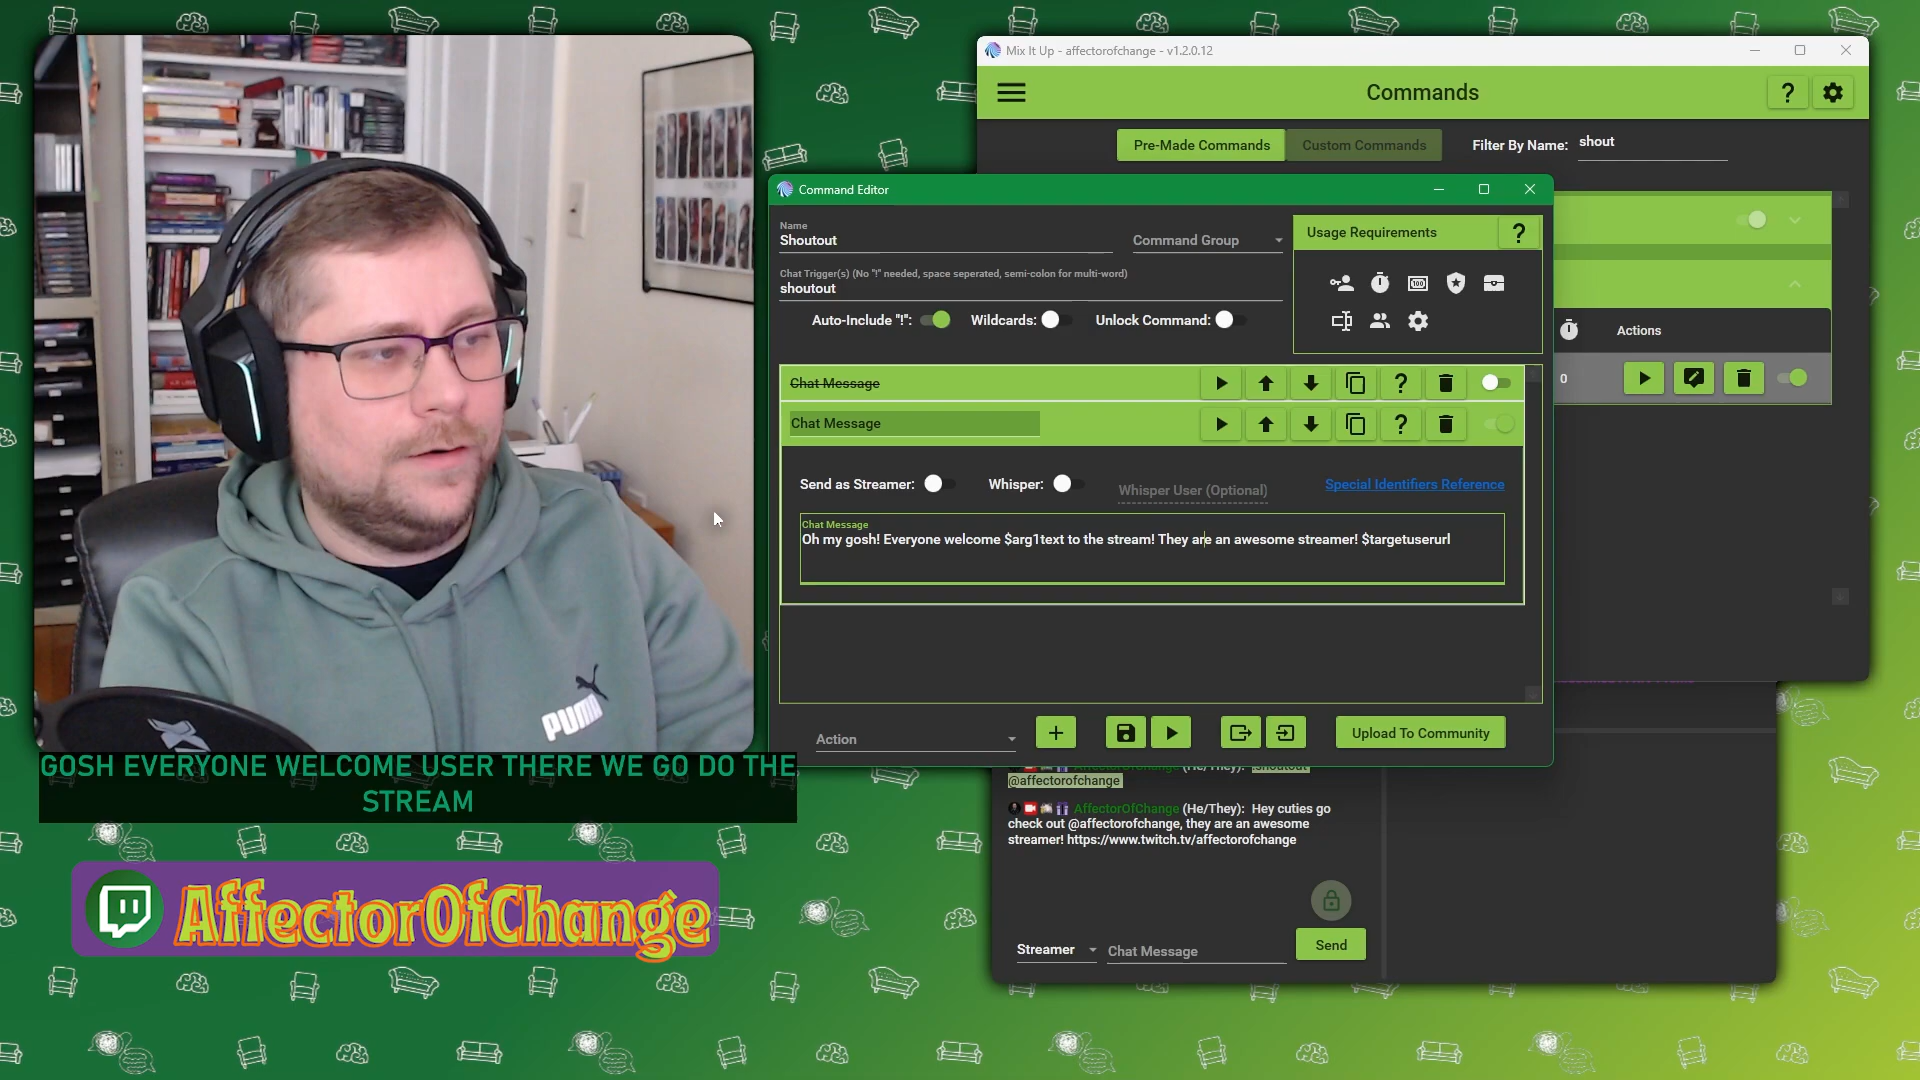 Mix It Up - affectorofchange - v1.2.0.12
Commands
?
Pre-Made Commands
Custom Commands
Filter By Name:
shout
Command Editor
Name
Shoutout
Command Group
Usage Requirements
?
Chat Trigger(s) (No "!" needed, space seperated, semi-colon for multi-word)
shoutout
100
Auto-Include "!":
Wildcards:
Unlock Command:
Actions
0
Chat Message
?
Chat Message
?
Send as Streamer:
Whisper:
Whisper User (Optional)
Special Identifiers Reference
Chat Message
Oh my gosh! Everyone welcome $arg1text to the stream! They are an awesome streamer! $targetuserurl
Action
Upload To Community
PUMA
GOSH EVERYONE WELCOME USER THERE WE GO DO THE
STREAM
AffectorOfChange (He/They): !shoutout
@affectorofchange
AffectorOfChange (He/They): Hey cuties go
check out @affectorofchange, they are an awesome
streamer! https://www.twitch.tv/affectorofchange
AffectorOfChange
Streamer
Chat Message
Send